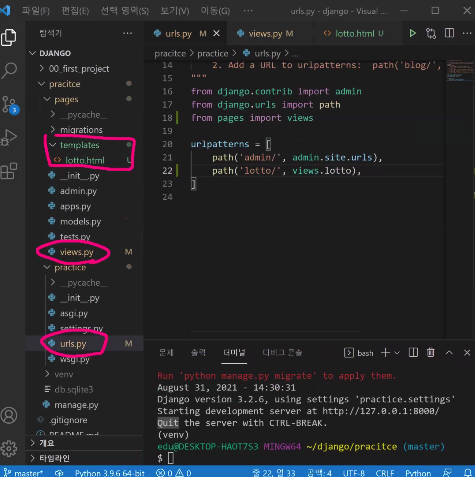 파일(F) 편집(E) 선택 영역(S) 보기(V) 이동(G) ··· urls.py - django - Visual ...
탐색기 ···
urls.py M views.py M lotto.html U
DJANGO
pracitce > practice > urls.py > ...
00_first_project
pracitce
pages
__pycache__
migrations
templates
lotto.html U
__init__.py
admin.py
apps.py
models.py
tests.py
views.py M
practice
__pycache__
__init__.py
asgi.py
settings.py
urls.py M
wsgi.py
venv
db.sqlite3
manage.py
.gitignore
README.md
개요
타임라인
3
14 2. Add a URL to urlpatterns: path('blog/',
15 """
16 from django.contrib import admin
17 from django.urls import path
18 from pages import views
19
20 urlpatterns = [
21 path('admin/', admin.site.urls),
22 path('lotto/', views.lotto),
23 ]
24
문제 출력 터미널 디버그 콘솔 bash
Run 'python manage.py migrate' to apply them.
August 31, 2021 - 14:30:31
Django version 3.2.6, using settings 'practice.settings'
Starting development server at http://127.0.0.1:8000/
Quit the server with CTRL-BREAK.
(venv)
edu@DESKTOP-HAOT7S3 MINGW64 ~/django/pracitce (master)
$
master* Python 3.9.6 64-bit 0 0 줄 22, 열 33 공백: 4 UTF-8 CRLF Python